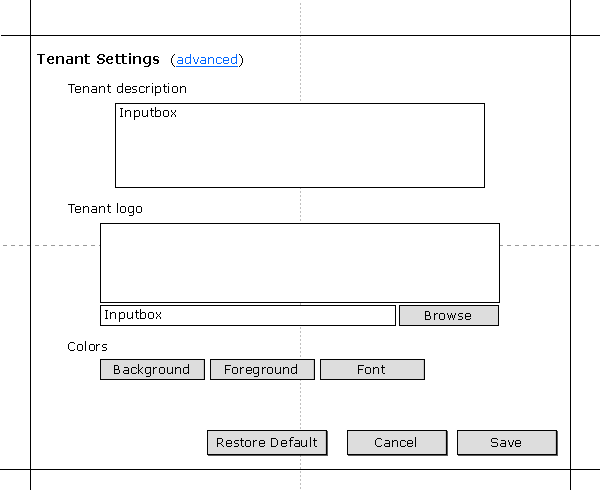 Tenant Settings (advanced)
Tenant description
Inputbox
Tenant logo
Inputbox Browse
Colors
Background Foreground Font
Restore Default Cancel Save